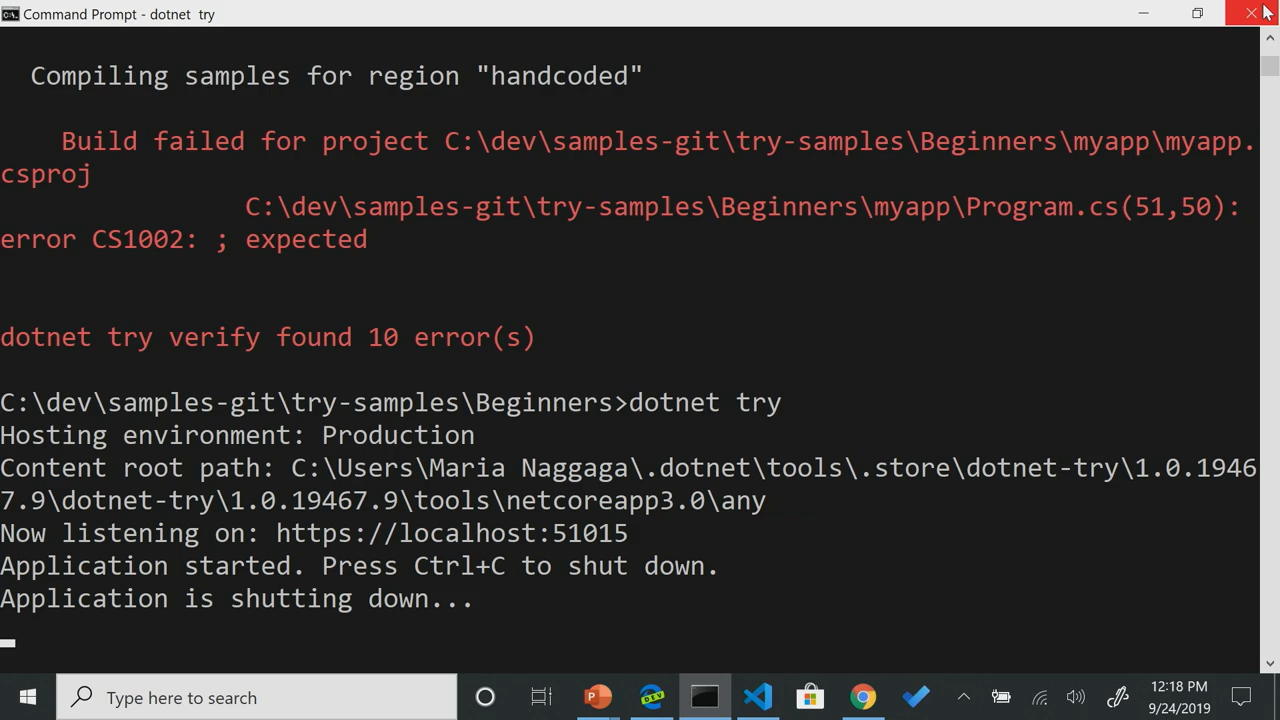 Command Prompt - dotnet  try
Compiling samples for region "handcoded"
Build failed for project C:\dev\samples-git\try-samples\Beginners\myapp\myapp.
csproj
C:\dev\samples-git\try-samples\Beginners\myapp\Program.cs(51,50):
error CS1002: ; expected
dotnet try verify found 10 error(s)
C:\dev\samples-git\try-samples\Beginners>dotnet try
Hosting environment: Production
Content root path: C:\Users\Maria Naggaga\.dotnet\tools\.store\dotnet-try\1.0.1946
7.9\dotnet-try\1.0.19467.9\tools\netcoreapp3.0\any
Now listening on: https://localhost:51015
Application started. Press Ctrl+C to shut down.
Application is shutting down...
Type here to search
12:18 PM
9/24/2019